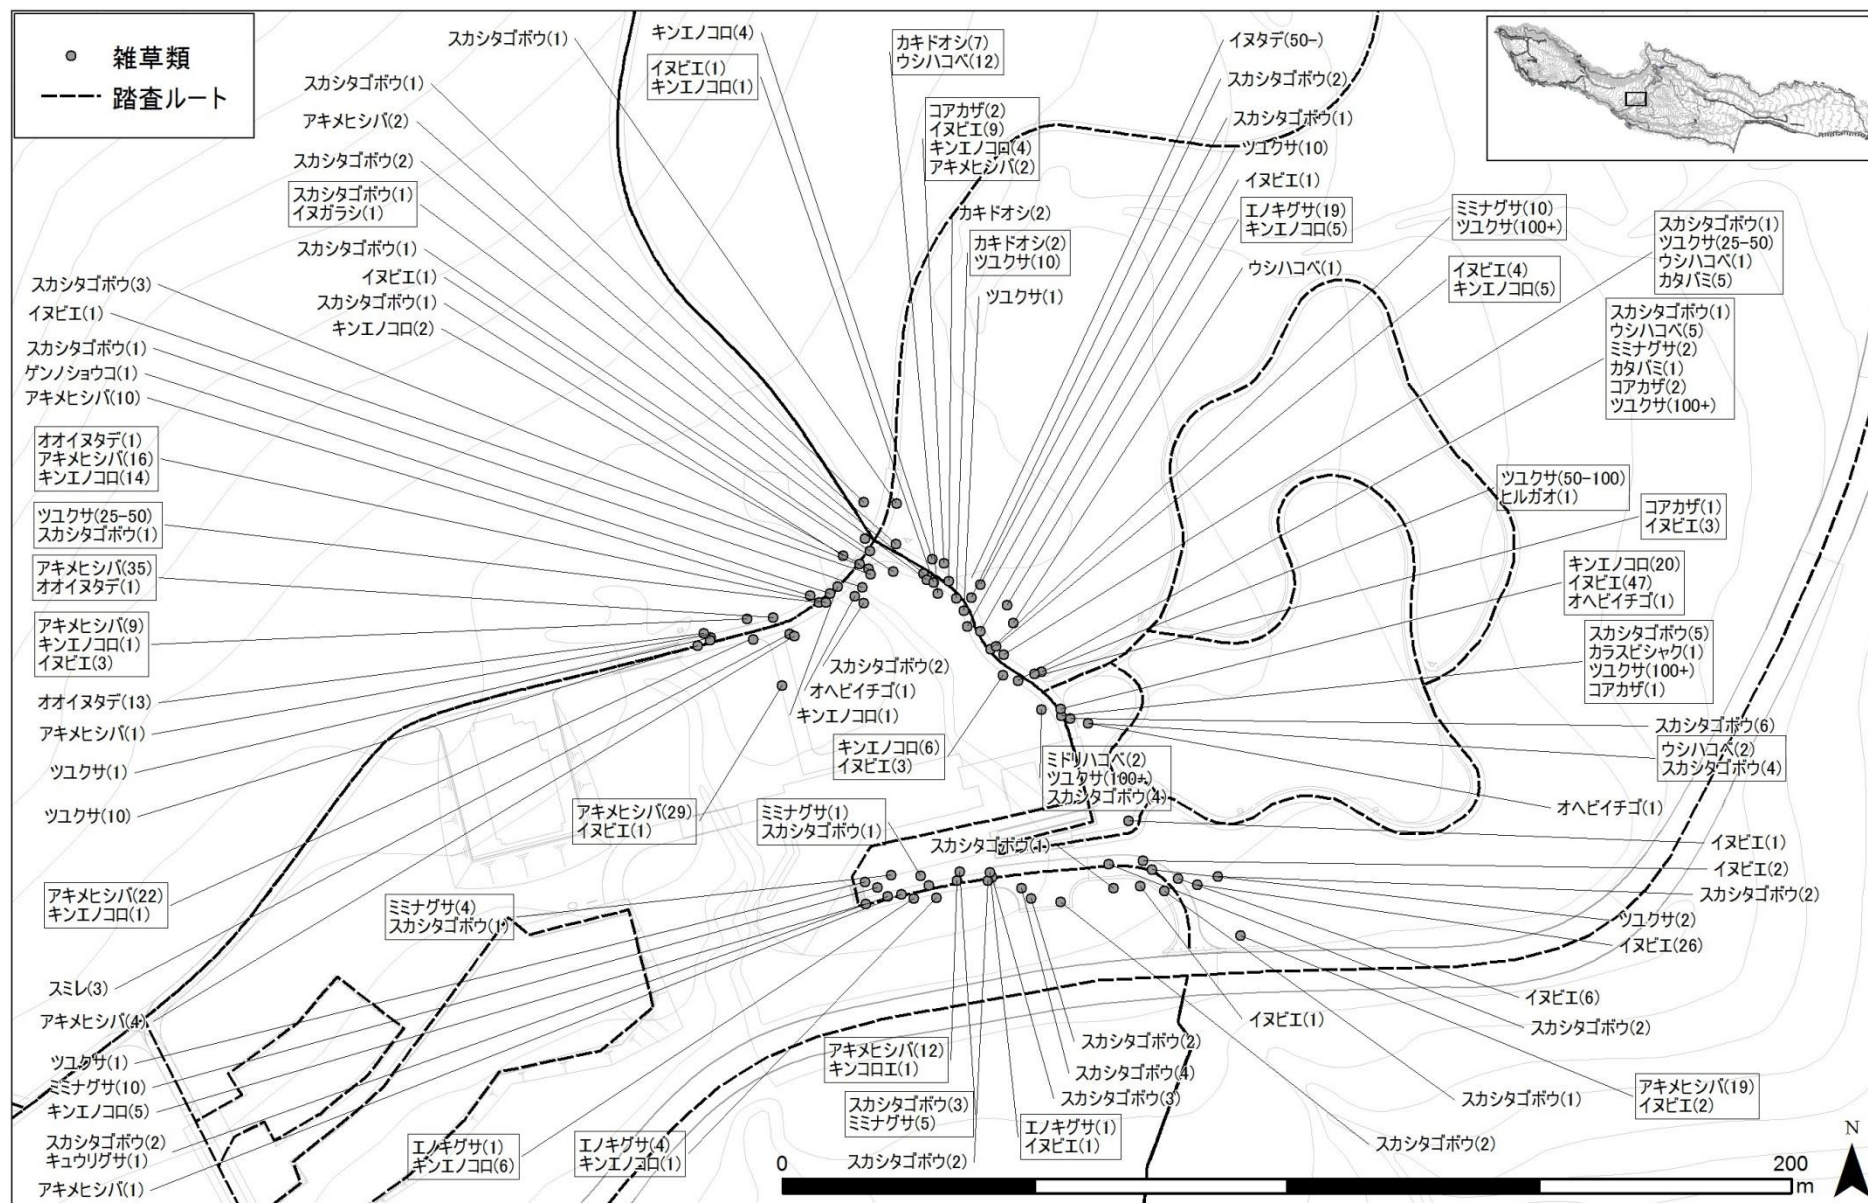 雑草類
踏査ルート
スカシタゴボウ(1)
キンエノコロ(4)
イヌビエ(1)
キンエノコロ(1)
カキドオシ(7)
ウシハコベ(12)
イヌタデ(50-)
スカシタゴボウ(2)
スカシタゴボウ(1)
ツユクサ(10)
イヌビエ(1)
スカシタゴボウ(1)
アキメヒシバ(2)
スカシタゴボウ(2)
スカシタゴボウ(1)
イヌガラシ(1)
スカシタゴボウ(1)
イヌビエ(1)
スカシタゴボウ(1)
キンエノコロ(2)
コアカザ(2)
イヌビエ(9)
キンエノコロ(4)
アキメヒシバ(2)
カキドオシ(2)
カキドオシ(2)
ツユクサ(10)
ツユクサ(1)
エノキグサ(19)
キンエノコロ(5)
ウシハコベ(1)
ミミナグサ(10)
ツユクサ(100+)
イヌビエ(4)
キンエノコロ(5)
スカシタゴボウ(1)
ツユクサ(25-50)
ウシハコベ(1)
カタバミ(5)
スカシタゴボウ(1)
ウシハコベ(5)
ミミナグサ(2)
カタバミ(1)
コアカザ(2)
ツユクサ(100+)
スカシタゴボウ(3)
イヌビエ(1)
スカシタゴボウ(1)
ゲンノショウコ(1)
アキメヒシバ(10)
オオイヌタデ(1)
アキメヒシバ(16)
キンエノコロ(14)
ツユクサ(25-50)
スカシタゴボウ(1)
アキメヒシバ(35)
オオイヌタデ(1)
アキメヒシバ(9)
キンエノコロ(1)
イヌビエ(3)
オオイヌタデ(13)
アキメヒシバ(1)
ツユクサ(1)
ツユクサ(10)
ツユクサ(50-100)
ヒルガオ(1)
コアカザ(1)
イヌビエ(3)
キンエノコロ(20)
イヌビエ(47)
オヘビイチゴ(1)
スカシタゴボウ(5)
カラスビシャク(1)
ツユクサ(100+)
コアカザ(1)
スカシタゴボウ(6)
ウシハコベ(2)
スカシタゴボウ(4)
オヘビイチゴ(1)
スカシタゴボウ(2)
オヘビイチゴ(1)
キンエノコロ(1)
キンエノコロ(6)
イヌビエ(3)
ミドリハコベ(2)
ツユクサ(100+)
スカシタゴボウ(4)
アキメヒシバ(29)
イヌビエ(1)
ミミナグサ(1)
スカシタゴボウ(1)
スカシタゴボウ(1)
イヌビエ(1)
イヌビエ(2)
スカシタゴボウ(2)
ツユクサ(2)
イヌビエ(26)
アキメヒシバ(22)
キンエノコロ(1)
ミミナグサ(4)
スカシタゴボウ(1)
スミレ(3)
アキメヒシバ(4)
ツユクサ(1)
ミミナグサ(10)
キンエノコロ(5)
スカシタゴボウ(2)
キュウリグサ(1)
アキメヒシバ(1)
エノキグサ(1)
キンエノコロ(6)
エノキグサ(4)
キンエノコロ(1)
アキメヒシバ(12)
キンコロエ(1)
スカシタゴボウ(3)
ミミナグサ(5)
スカシタゴボウ(2)
スカシタゴボウ(2)
スカシタゴボウ(4)
スカシタゴボウ(3)
エノキグサ(1)
イヌビエ(1)
イヌビエ(1)
イヌビエ(6)
スカシタゴボウ(2)
スカシタゴボウ(1)
アキメヒシバ(19)
イヌビエ(2)
スカシタゴボウ(2)
N
0
200
m